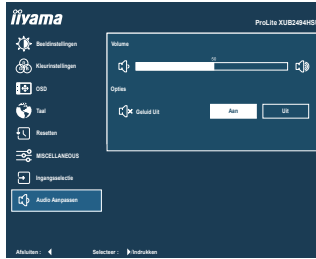 iiyama
ProLite XUB2494HS
Beeldinstellingen
Kleurinstellingen
OSD
Taal
Resetten
MISCELLANEOUS
Ingangsselectie
Audio Aanpassen
Volume
50
Opties
Geluid Uit
Aan
Uit
Afsluiten :
Selecteer : /Indrukken